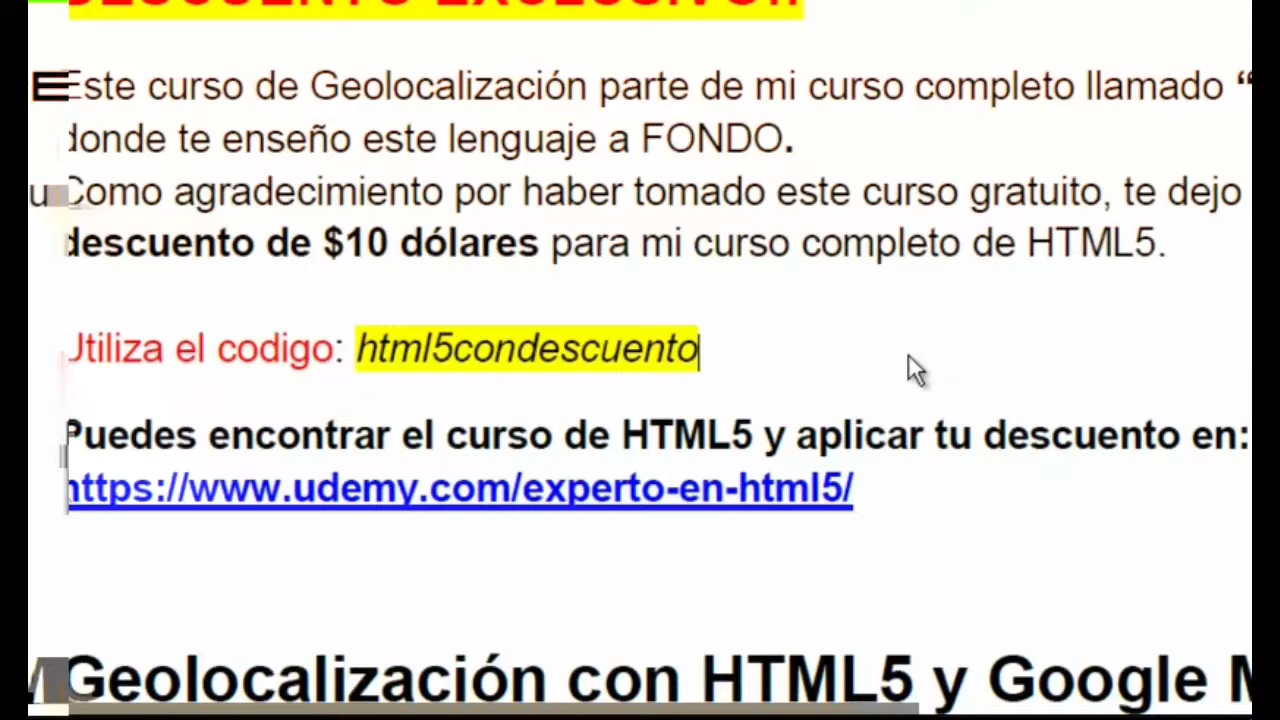 DESCUENTO EXCLUSIVO!!
Este curso de Geolocalización parte de mi curso completo llamado “
donde te enseño este lenguaje a FONDO.
Como agradecimiento por haber tomado este curso gratuito, te dejo
descuento de $10 dólares para mi curso completo de HTML5.
Utiliza el codigo: html5condescuento
Puedes encontrar el curso de HTML5 y aplicar tu descuento en:
https://www.udemy.com/experto-en-html5/
Geolocalización con HTML5 y Google M